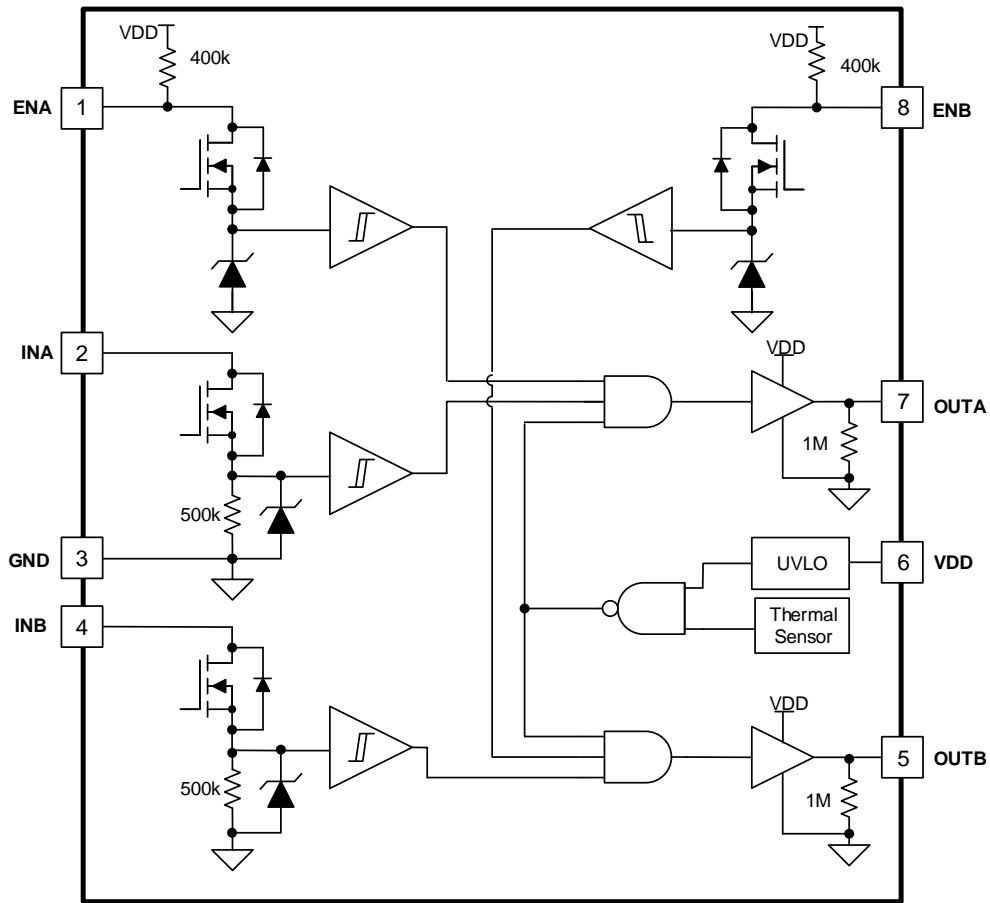 VDD
400k
VDD
400k
ENA
1
8
ENB
INA
2
VDD
7
OUTA
1M
500k
GND
3
UVLO
6
VDD
INB
4
Thermal
Sensor
VDD
5
OUTB
500k
1M